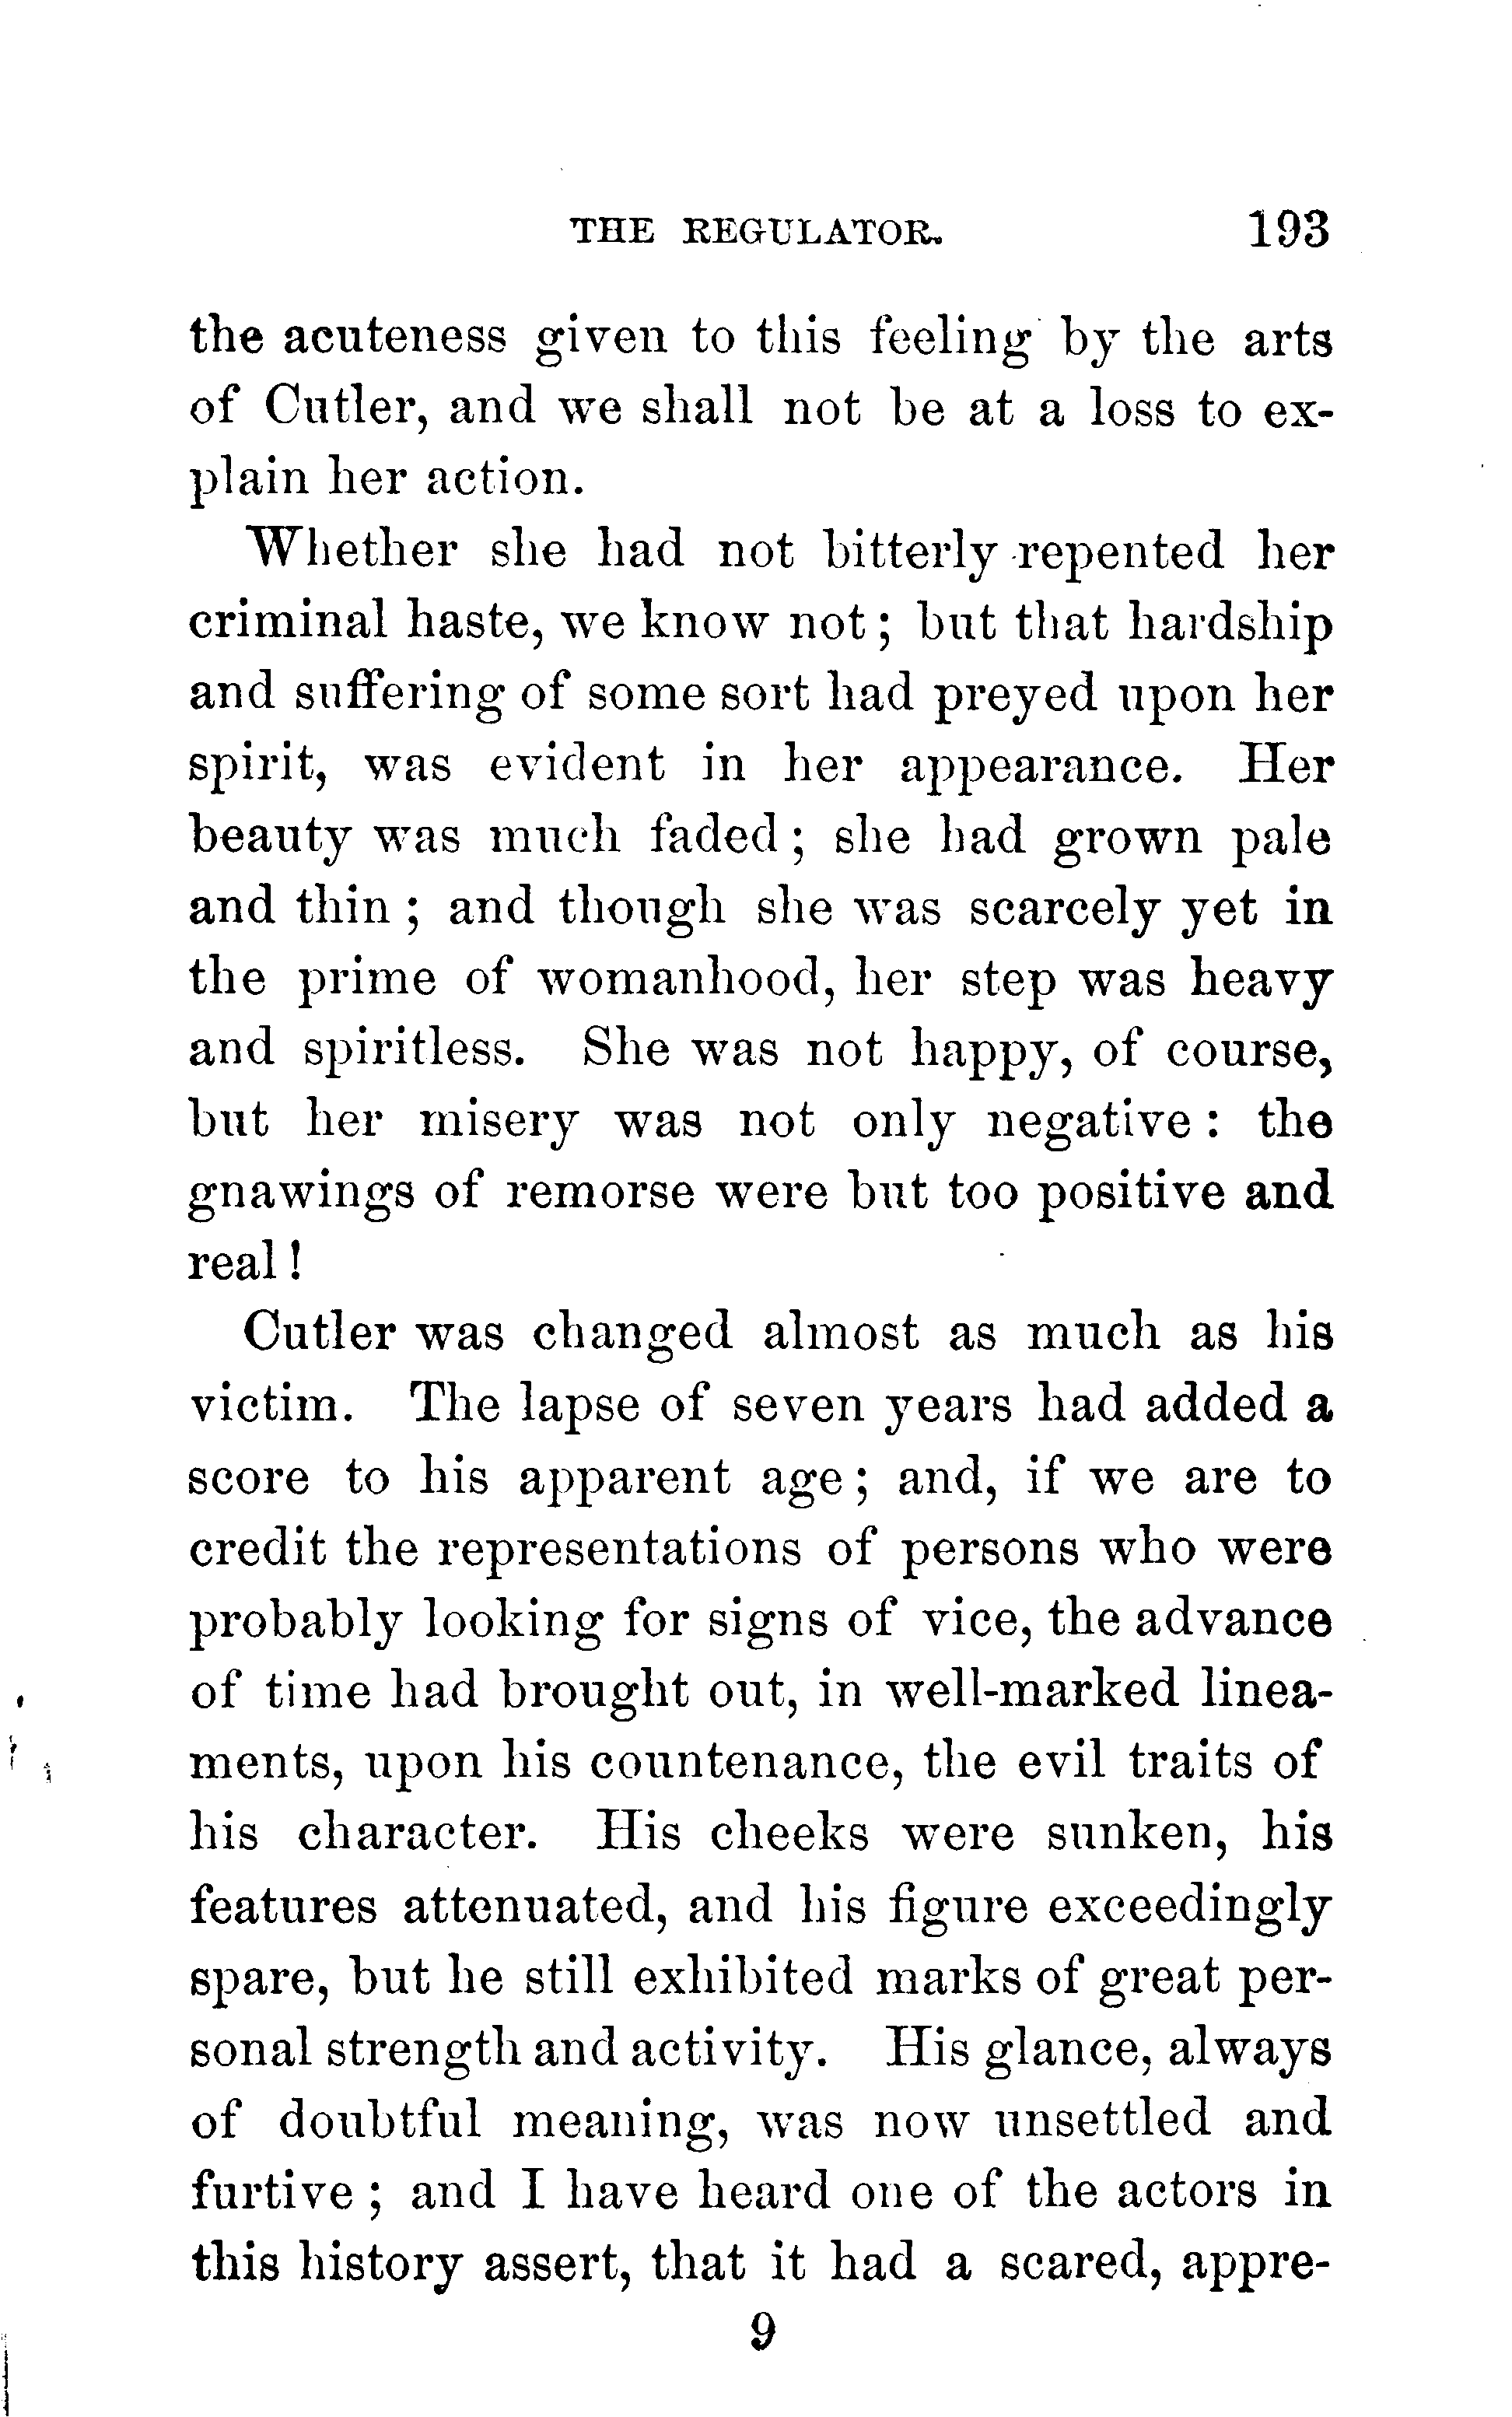 THE REGULATOR. 193
the acuteness given to this feeling by the arts
of Cutler, and we shall not be at a loss to ex-
plain her action.
Whether she had not bitterly repented her
criminal haste, we know not; but that hardship
and suffering of some sort had preyed upon her
spirit, was evident in her appearance. Her
beauty was much faded; she had grown pale
and thin; and though she was scarcely yet in
the prime of womanhood, her step was heavy
and spiritless. She was not happy, of course,
but her misery was not only negative: the
gnawings of remorse were but too positive and
real!
Cutler was changed almost as much as his
victim. The lapse of seven years had added a
score to his apparent age; and, if we are to
credit the representations of persons who were
probably looking for signs of vice, the advance
of time had brought out, in well-marked linea-
ments, upon his countenance, the evil traits of
his character. His cheeks were sunken, his
features attenuated, and his figure exceedingly
spare, but he still exhibited marks of great per-
sonal strength and activity. His glance, always
of doubtful meaning, was now unsettled and
furtive; and I have heard one of the actors in
this history assert, that it had a scared, appre-
9